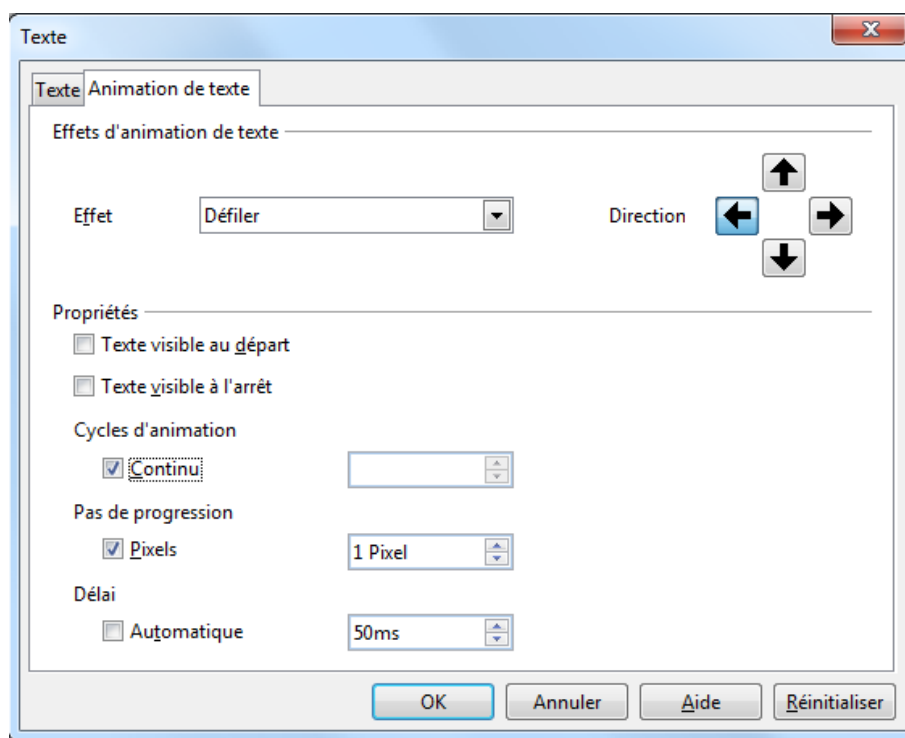 Texte
Texte Animation de texte
Effets d'animation de texte
Effet Défiler Direction
Propriétés
Texte visible au départ
Texte visible à l'arrêt
Cycles d'animation
Continu
Pas de progression
Pixels 1 Pixel
Délai
Automatique 50ms
OK Annuler Aide Réinitialiser